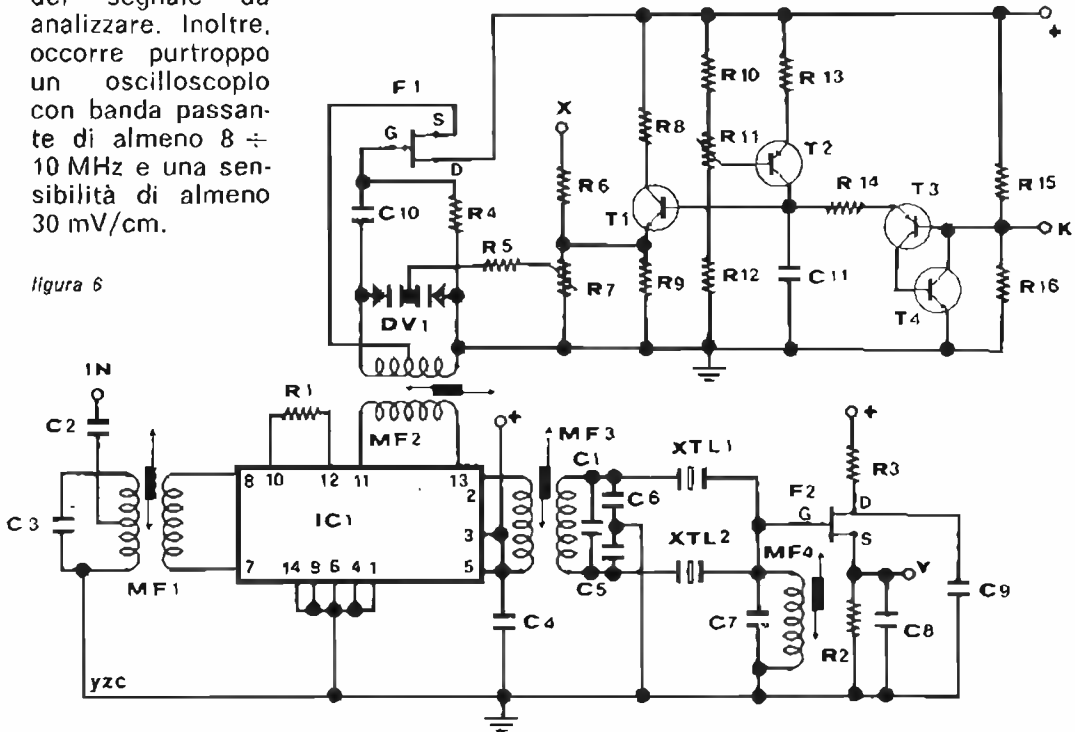 del segnale da
analizzare. Inoltre,
occorre purtroppo
un oscilloscopio
con banda passan-
te di almeno 8 ÷
10 MHz e una sen-
sibilità di almeno
30 mV/cm.
figura 6
F1
G
S
D
C10
R4
R5
DV1
X
R6
R7
R8
T1
R9
R10
R11
R12
R13
T2
C11
R14
T3
T4
R15
K
R16
+
1N
C2
C3
MF1
R1
MF2
8
10
12
11
13
2
3
5
7
14
9
6
4
1
IC1
+
C4
MF3
C1
C6
C5
XTL1
XTL2
C7
MF4
F2
G
D
S
+
R3
Y
R2
C8
C9
yzc